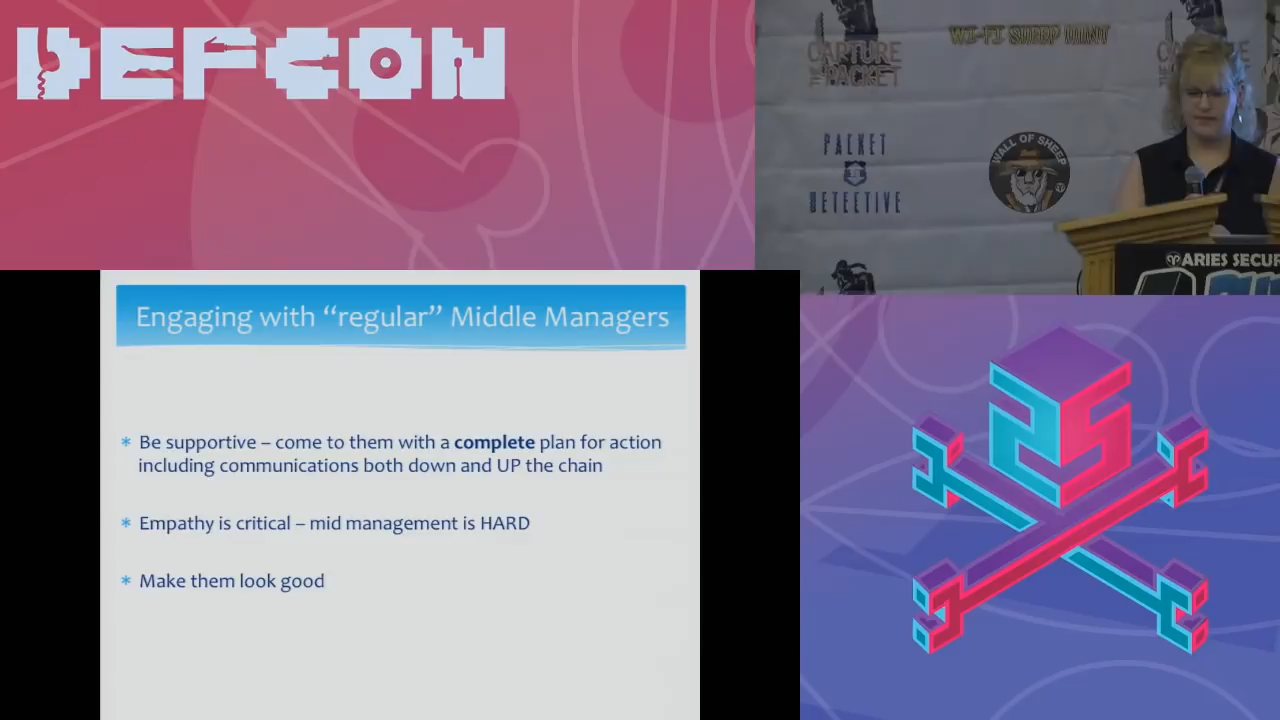 DEFCON
WI-FI SHEEP HUNT
CAPTURE
THE PACKET
PACKET
DETECTIVE
WALL OF SHEEP
ARIES SECUR
Engaging with “regular” Middle Managers
* Be supportive – come to them with a complete plan for action
including communications both down and UP the chain
* Empathy is critical – mid management is HARD
* Make them look good
25